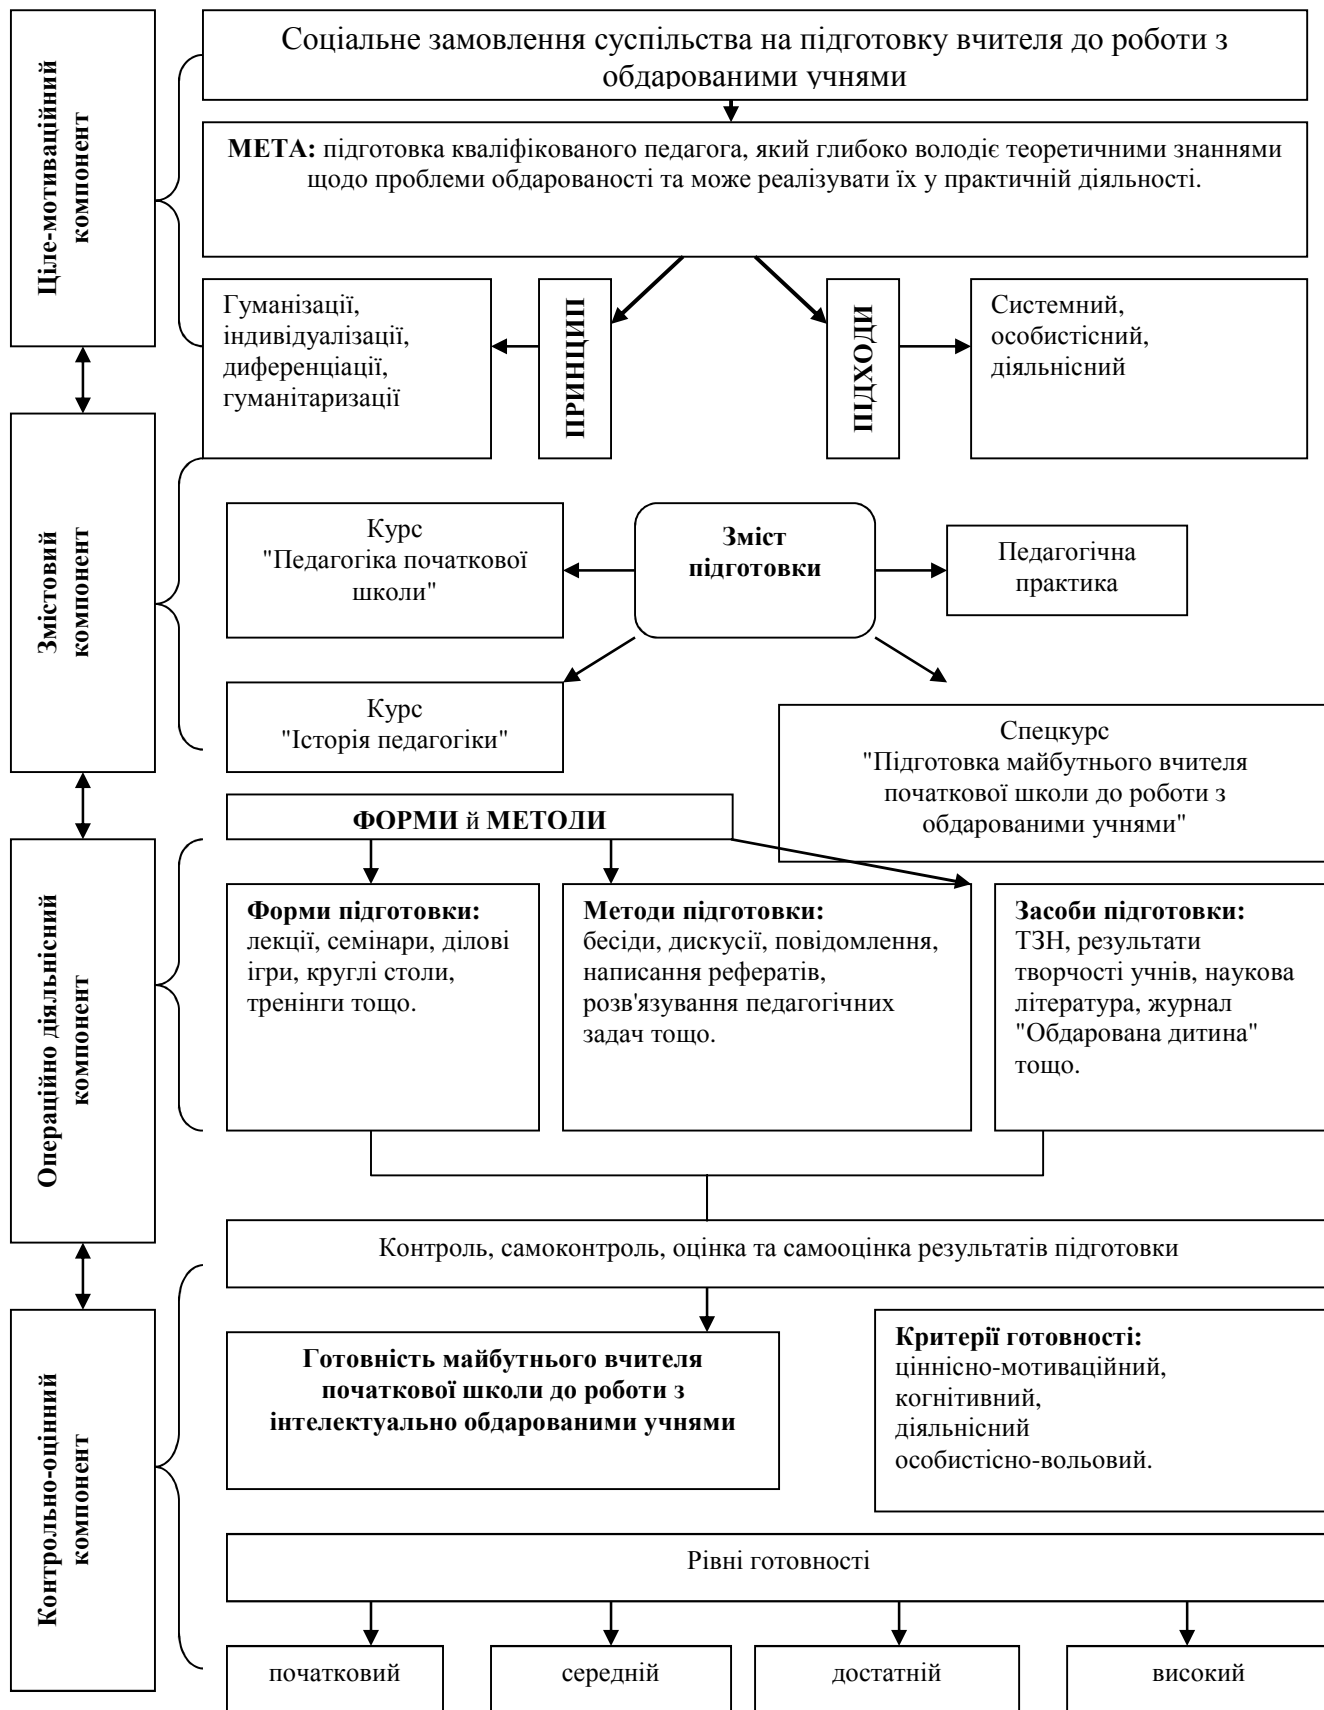 Ціле-мотиваційний
компонент
Соціальне замовлення суспільства на підготовку вчителя до роботи з
обдарованими учнями
МЕТА: підготовка кваліфікованого педагога, який глибоко володіє теоретичними знаннями
щодо проблеми обдарованості та може реалізувати їх у практичній діяльності.
Гуманізації,
індивідуалізації,
диференціації,
гуманітаризації
ПРИНЦИП
ПІДХОДИ
Системний,
особистісний,
діяльнісний
Змістовий
компонент
Курс
"Педагогіка початкової
школи"
Зміст
підготовки
Педагогічна
практика
Курс
"Історія педагогіки"
Спецкурс
"Підготовка майбутнього вчителя
початкової школи до роботи з
обдарованими учнями"
Операційно діяльнісний
компонент
ФОРМИ й МЕТОДИ
Форми підготовки:
лекції, семінари, ділові
ігри, круглі столи,
тренінги тощо.
Методи підготовки:
бесіди, дискусії, повідомлення,
написання рефератів,
розв'язування педагогічних
задач тощо.
Засоби підготовки:
ТЗН, результати
творчості учнів, наукова
література, журнал
"Обдарована дитина"
тощо.
Контрольно-оцінний
компонент
Контроль, самоконтроль, оцінка та самооцінка результатів підготовки
Готовність майбутнього вчителя
початкової школи до роботи з
інтелектуально обдарованими учнями
Критерії готовності:
ціннісно-мотиваційний,
когнітивний,
діяльнісний
особистісно-вольовий.
Рівні готовності
початковий
середній
достатній
високий